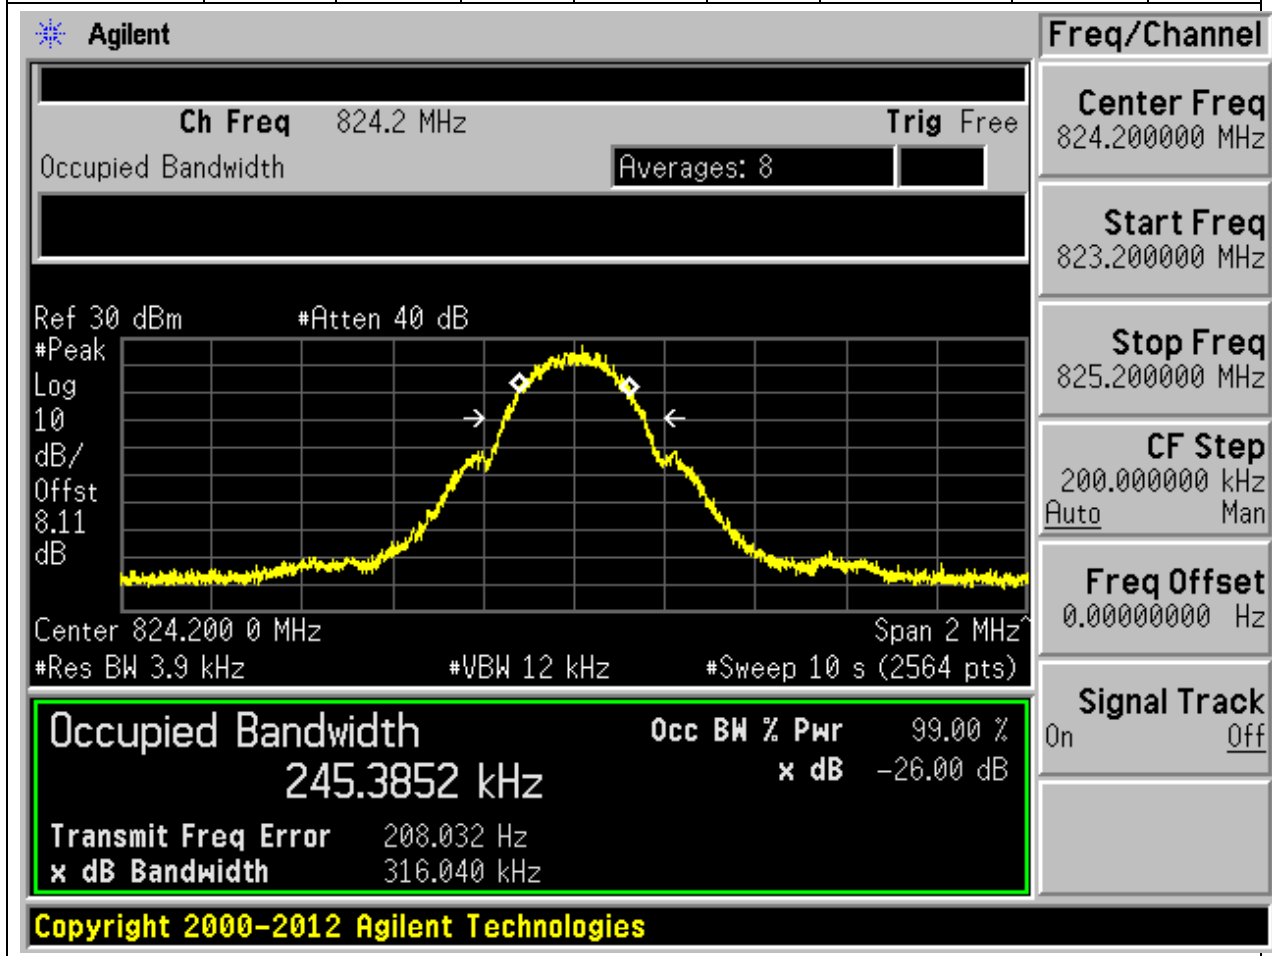 Agilent
Freq/Channel
Ch Freq 824.2 MHz Trig Free
Occupied Bandwidth Averages: 8
Center Freq
824.200000 MHz
Start Freq
823.200000 MHz
Stop Freq
825.200000 MHz
CF Step
200.000000 kHz
Auto Man
Freq Offset
0.00000000 Hz
Signal Track
On Off
Ref 30 dBm #Atten 40 dB
#Peak
Log
10
dB/
Offst
8.11
dB
Center 824.200 0 MHz Span 2 MHz^
#Res BW 3.9 kHz #VBW 12 kHz #Sweep 10 s (2564 pts)
Occupied Bandwidth Occ BW % Pwr 99.00 %
245.3852 kHz x dB -26.00 dB
Transmit Freq Error 208.032 Hz
x dB Bandwidth 316.040 kHz
Copyright 2000-2012 Agilent Technologies